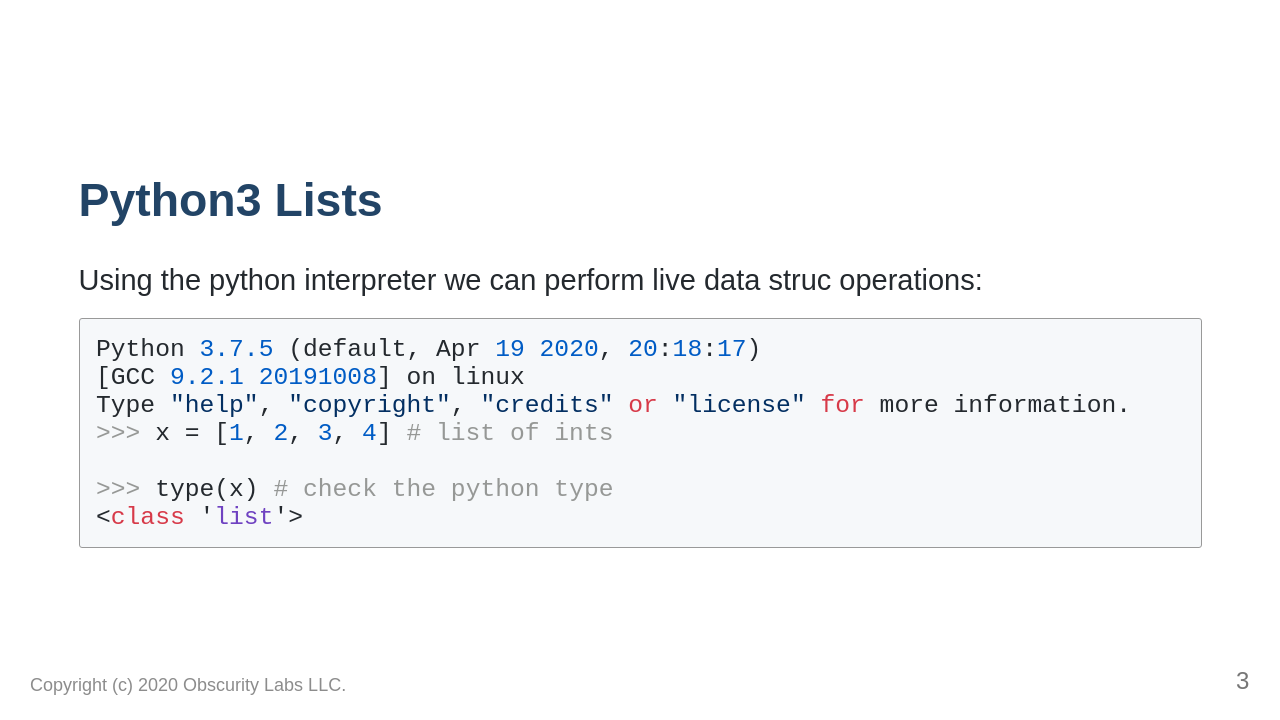 Python3 Lists
Using the python interpreter we can perform live data struc operations:
Python 3.7.5 (default, Apr 19 2020, 20:18:17)
[GCC 9.2.1 20191008] on linux
Type "help", "copyright", "credits" or "license" for more information.
>>> x = [1, 2, 3, 4] # list of ints
>>> type(x) # check the python type
<class 'list'>
Copyright (c) 2020 Obscurity Labs LLC.
3